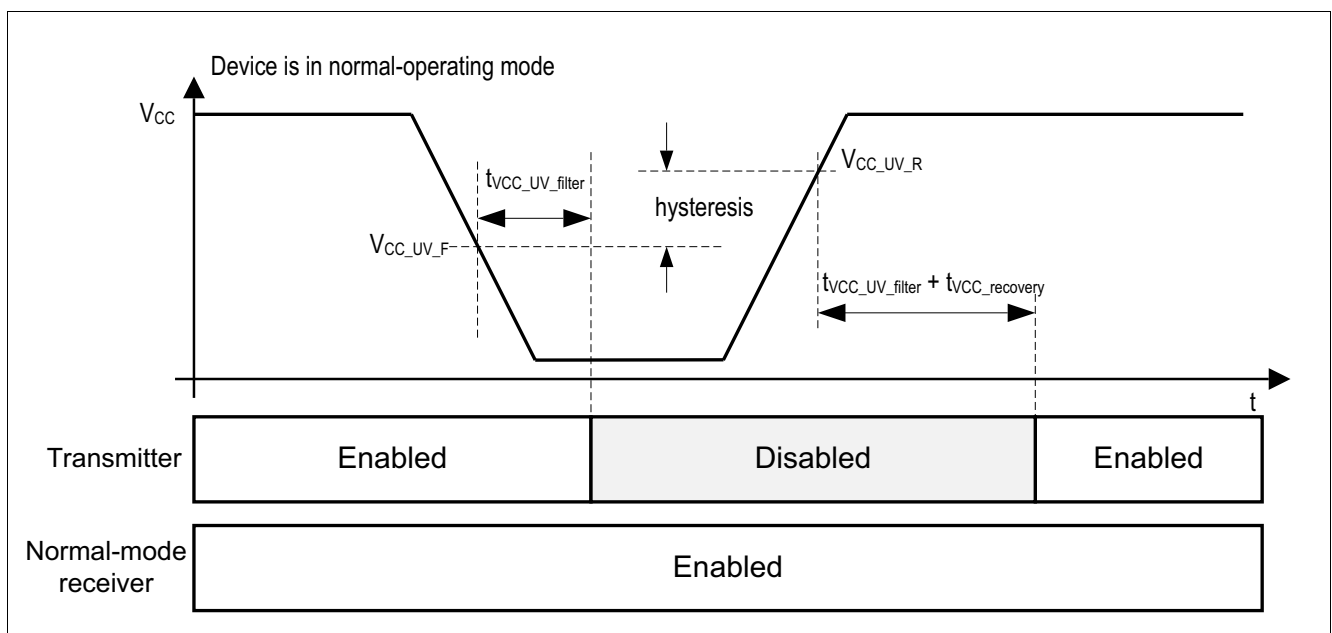 Device is in normal-operating mode
VCC
VCC_UV_R
tVCC_UV_filter
hysteresis
VCC_UV_F
tVCC_UV_filter + tVCC_recovery
t
Transmitter
Enabled
Disabled
Enabled
Normal-mode
receiver
Enabled